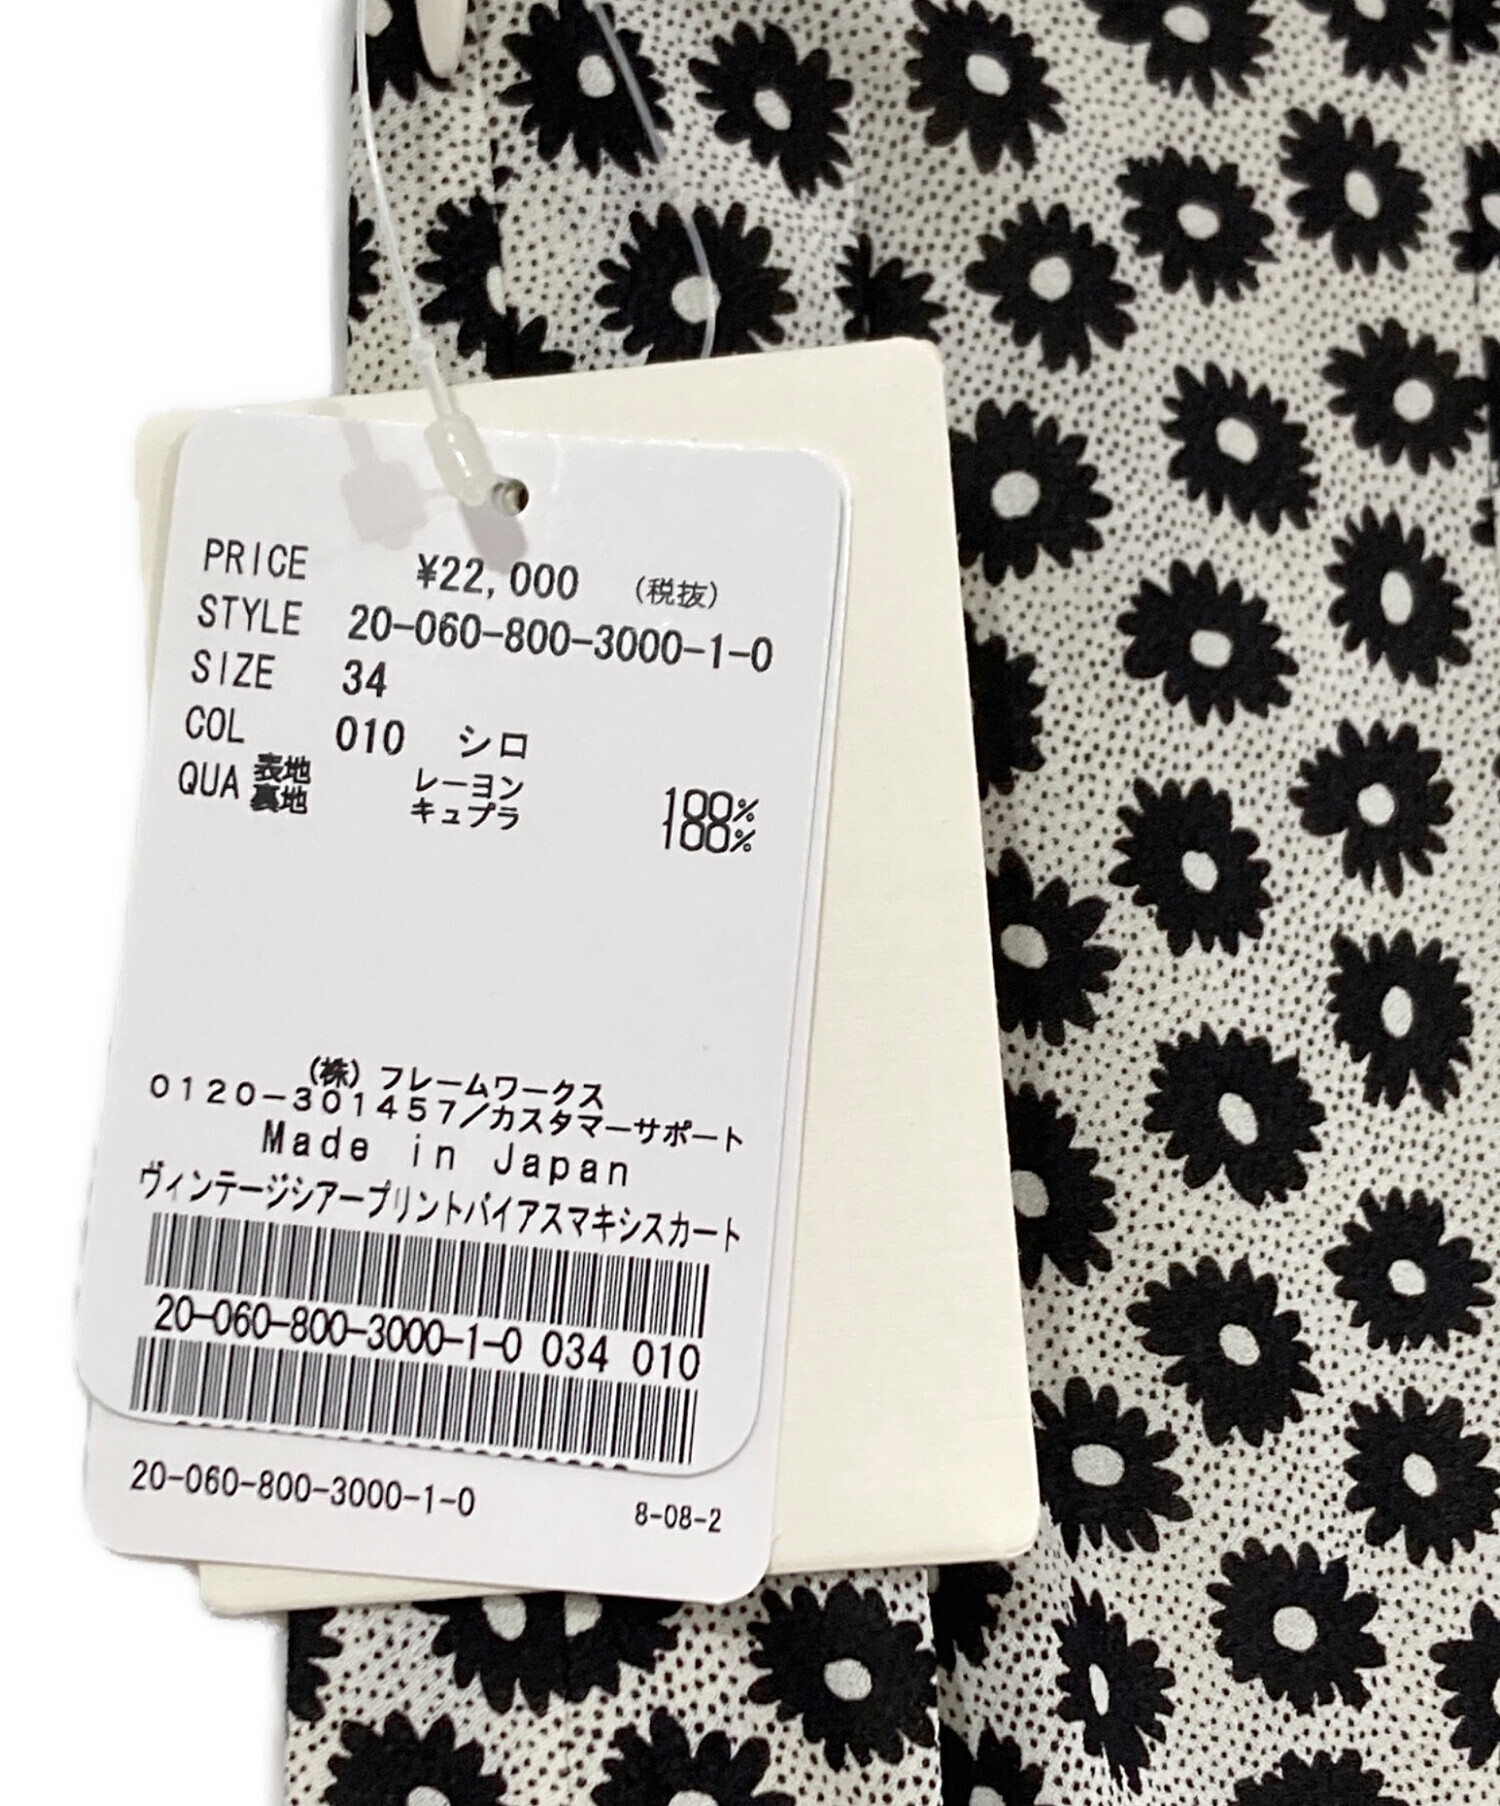 PRICE ¥22,000 (税抜)
STYLE 20-060-800-3000-1-0
SIZE 34
COL 010 シロ
QUA 表地 レーヨン 100%
裏地 キュプラ 100%
(株)フレームワークス
0120-301457/カスタマーサポート
Made in Japan
ヴィンテージシアープリントバイアスマキシスカート
20-060-800-3000-1-0 034 010
20-060-800-3000-1-0 8-08-2